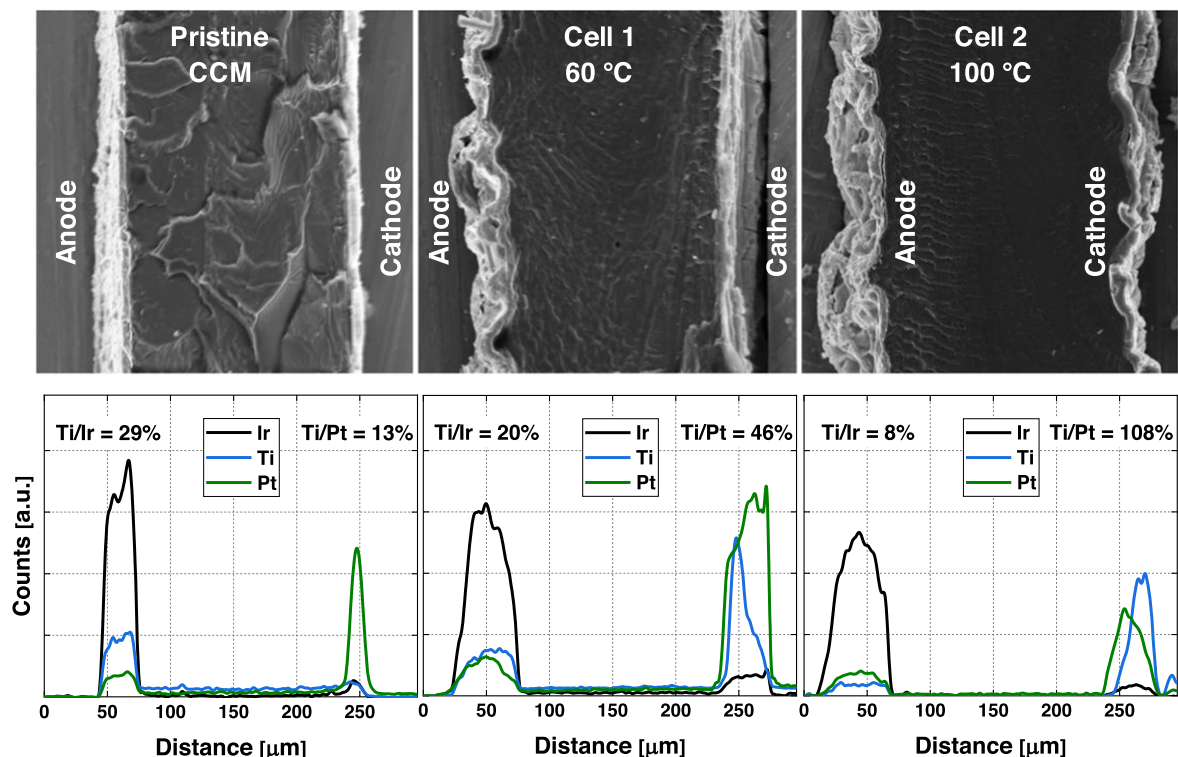 Pristine
CCM
Anode
Cathode
Cell 1
60 °C
Anode
Cathode
Cell 2
100 °C
Anode
Cathode
Counts [a.u.]
Ti/Ir = 29%
Ti/Pt = 13%
Ir
Ti
Pt
0 50 100 150 200 250
Distance [μm]
Ti/Ir = 20%
Ti/Pt = 46%
Ir
Ti
Pt
0 50 100 150 200 250
Distance [μm]
Ti/Ir = 8%
Ti/Pt = 108%
Ir
Ti
Pt
0 50 100 150 200 250
Distance [μm]